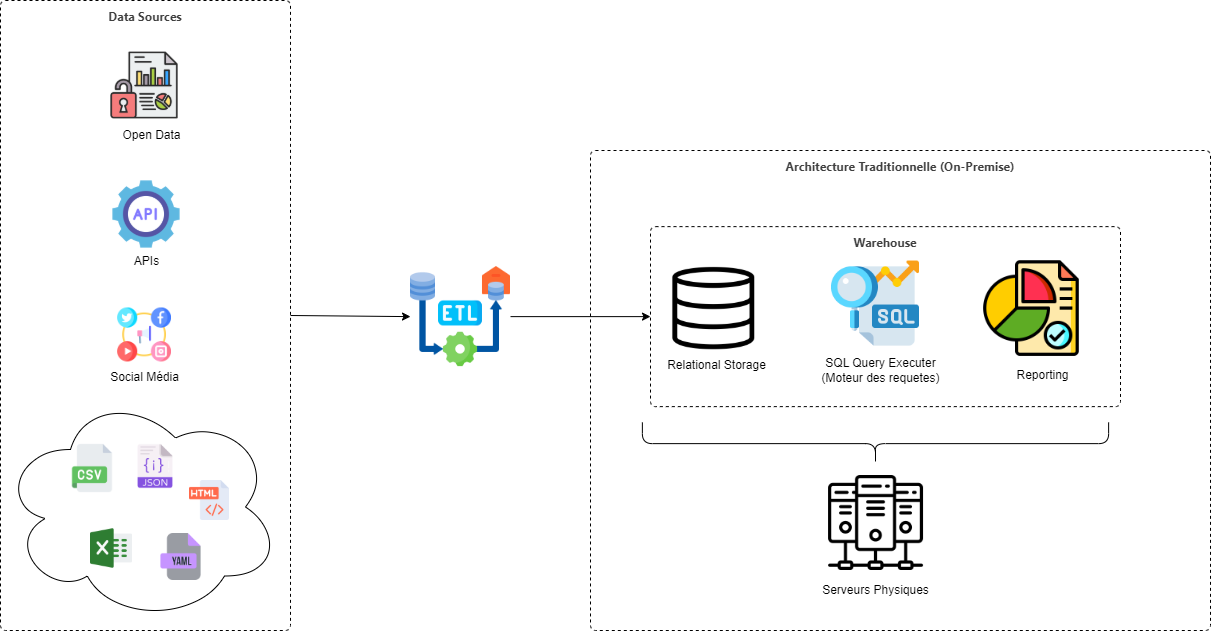 Data Sources
Open Data
API
APIs
Social Média
CSV
{i}
JSON
HTML
</>
X
YAML
ETL
Architecture Traditionnelle (On-Premise)
Warehouse
Relational Storage
SQL
SQL Query Executer
(Moteur des requetes)
Reporting
Serveurs Physiques